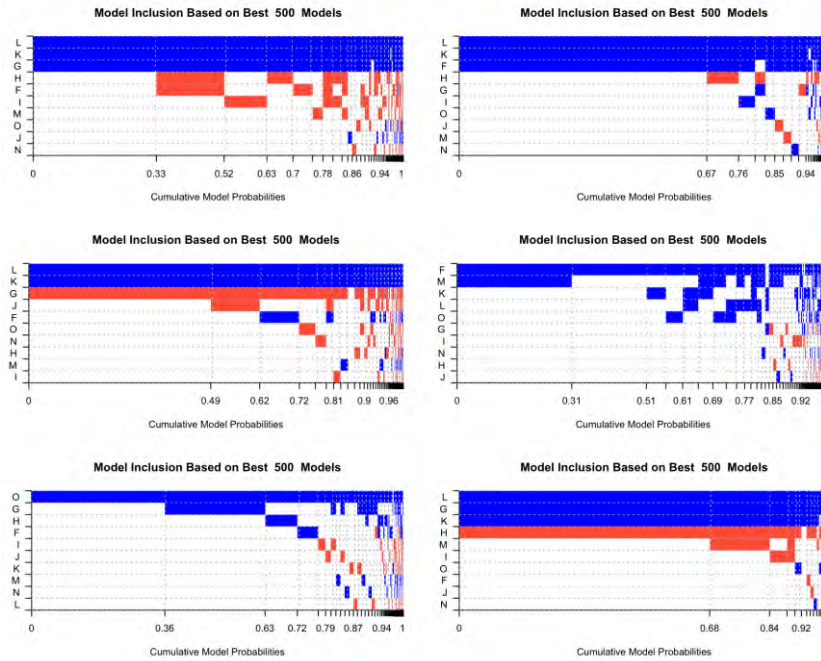 Model Inclusion Based on Best 500 Models
L
K
G
H
F
I
M
O
J
N
0 0.33 0.52 0.63 0.7 0.78 0.86 0.94 1
Cumulative Model Probabilities
Model Inclusion Based on Best 500 Models
L
K
F
H
G
I
O
J
M
N
0 0.67 0.76 0.85 0.94
Cumulative Model Probabilities
Model Inclusion Based on Best 500 Models
L
K
G
J
F
O
N
H
M
I
0 0.49 0.62 0.72 0.81 0.9 0.96
Cumulative Model Probabilities
Model Inclusion Based on Best 500 Models
F
M
K
L
O
G
I
N
H
J
0 0.31 0.51 0.61 0.69 0.77 0.85 0.92
Cumulative Model Probabilities
Model Inclusion Based on Best 500 Models
O
G
H
F
I
J
K
M
N
L
0 0.36 0.63 0.72 0.79 0.87 0.94 1
Cumulative Model Probabilities
Model Inclusion Based on Best 500 Models
L
G
K
H
M
I
O
F
J
N
0 0.68 0.84 0.92
Cumulative Model Probabilities